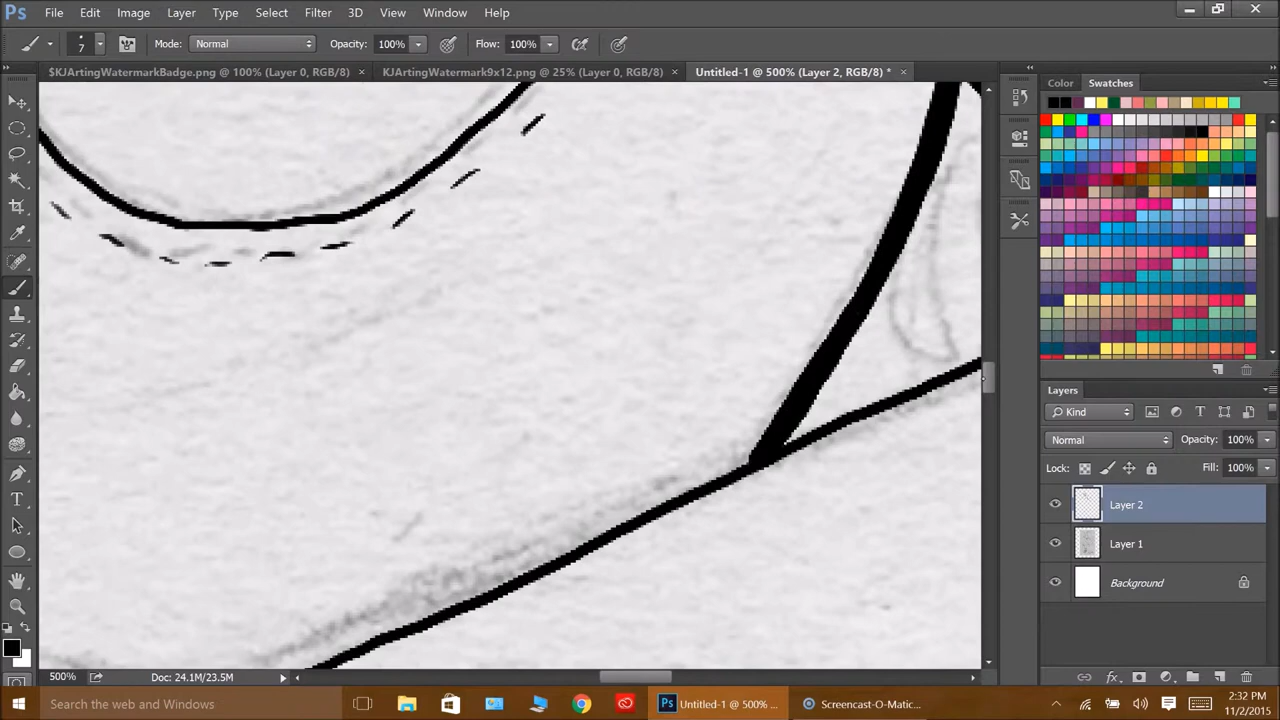 Ps File Edit Image Layer Type Select Filter 3D View Window Help
7 Mode: Normal Opacity: 100% Flow: 100%
$KJArtingWatermarkBadge.png @ 100% (Layer 0, RGB/8) × KJArtingWatermark9x12.png @ 25% (Layer 0, RGB/8) × Untitled-1 @ 500% (Layer 2, RGB/8) * ×
Color Swatches
Layers
Kind
Normal Opacity: 100%
Lock: Fill: 100%
Layer 2
Layer 1
Background
500% Doc: 24.1M/23.5M
Search the web and Windows Ps Untitled-1 @ 500% ... Screencast-O-Matic... 2:32 PM
11/2/2015